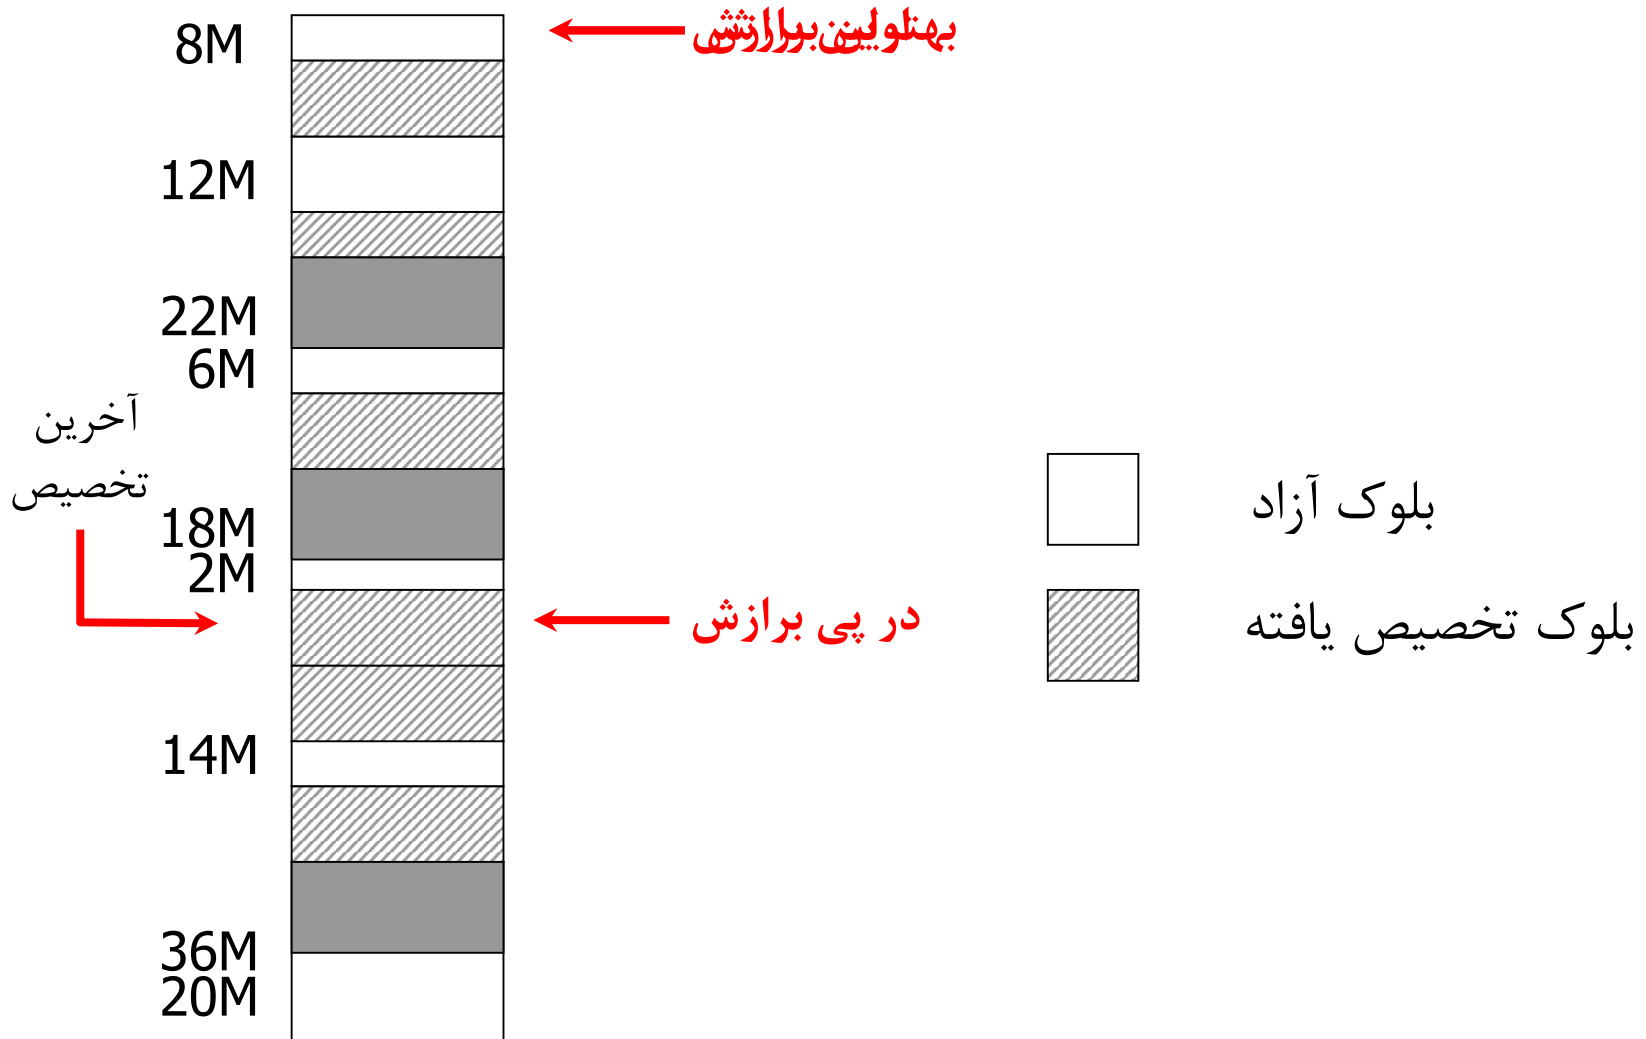 8M
12M
22M
6M
آخرین
تخصیص
18M
2M
در پی برازش
14M
36M
20M
بلوک آزاد
بلوک تخصیص یافته